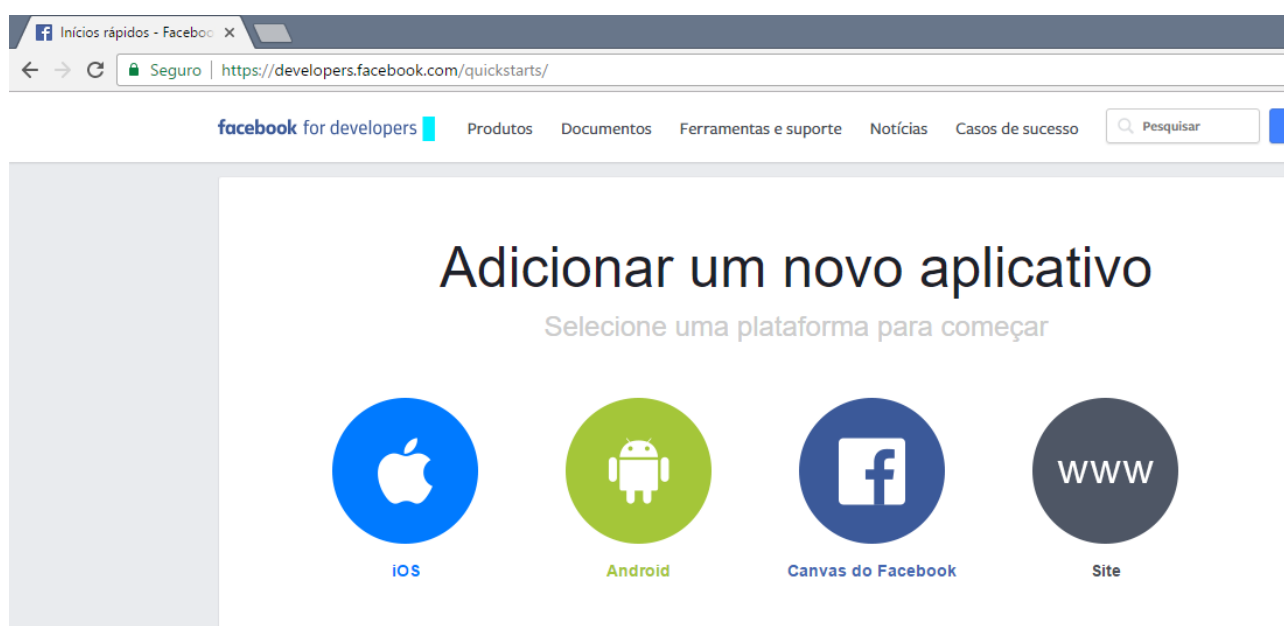 Inícios rápidos - Faceboo
Seguro | https://developers.facebook.com/quickstarts/
facebook for developers Produtos Documentos Ferramentas e suporte Notícias Casos de sucesso Pesquisar
Adicionar um novo aplicativo
Selecione uma plataforma para começar
WWW
iOS Android Canvas do Facebook Site